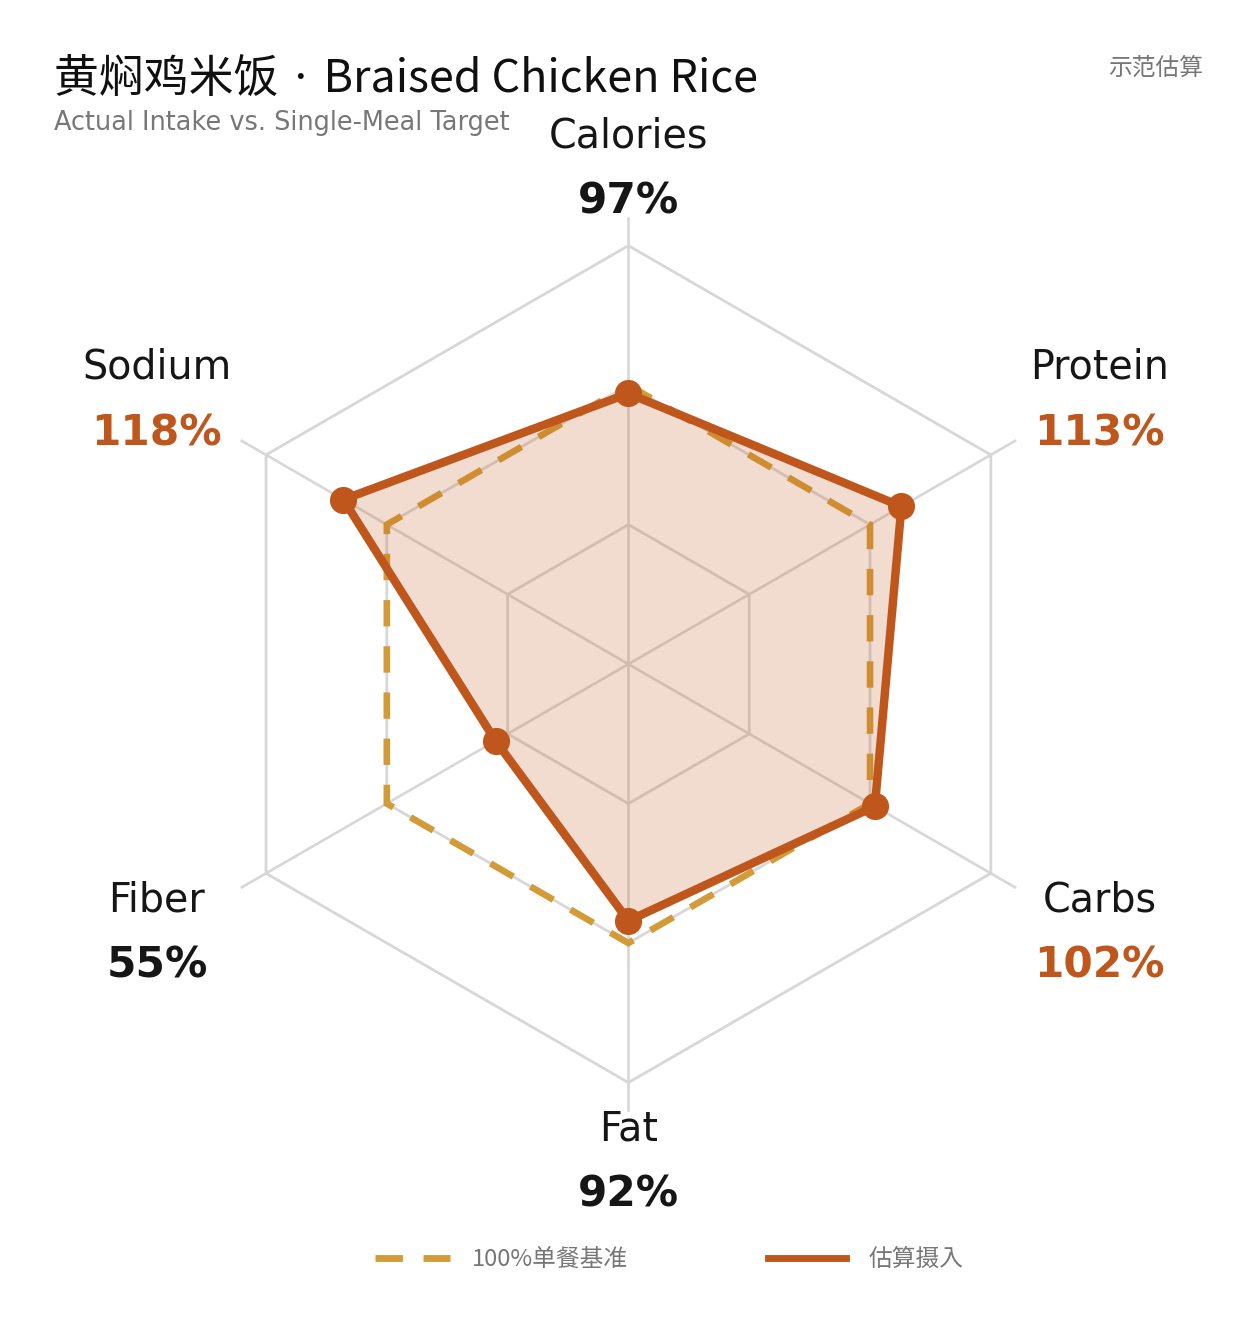 黄焖鸡米饭 · Braised Chicken Rice
示范估算
Actual Intake vs. Single-Meal Target
Calories
97%
Sodium
118%
Protein
113%
Fiber
55%
Carbs
102%
Fat
92%
100%单餐基准
估算摄入